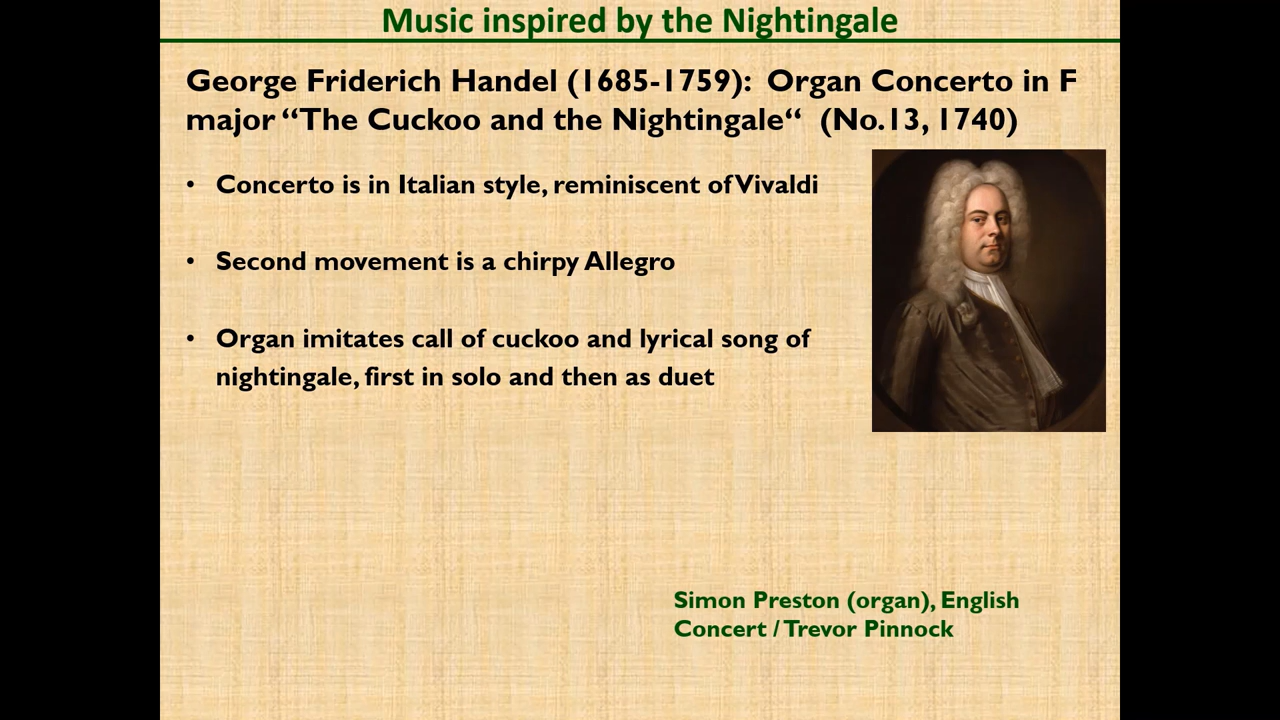 Music inspired by the Nightingale
George Friderich Handel (1685-1759):  Organ Concerto in F
major “The Cuckoo and the Nightingale“  (No.13, 1740)
• Concerto is in Italian style, reminiscent of Vivaldi
• Second movement is a chirpy Allegro
• Organ imitates call of cuckoo and lyrical song of
nightingale, first in solo and then as duet
Simon Preston (organ), English
Concert / Trevor Pinnock